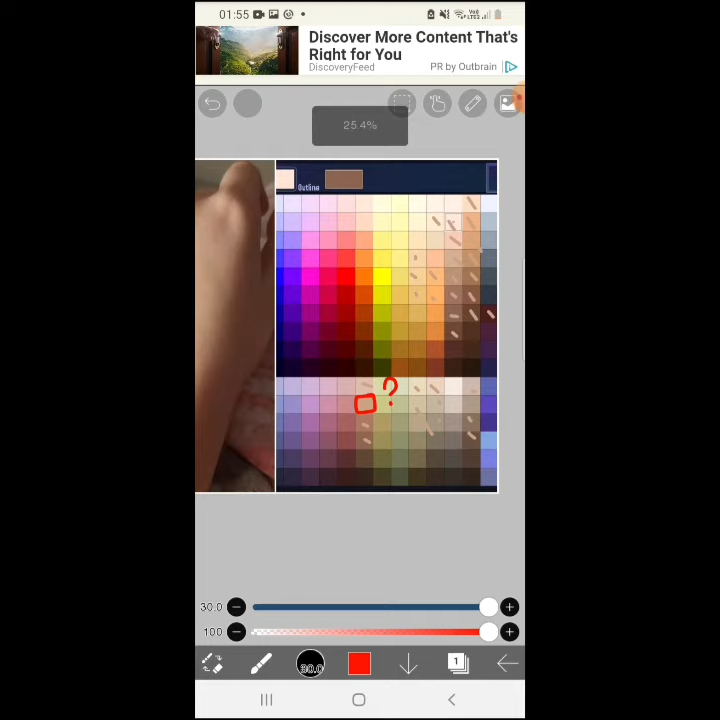 01:55
Discover More Content That's
Right for You
DiscoveryFeed
PR by Outbrain
25.4%
Outline
?
30.0
30.0
100
1